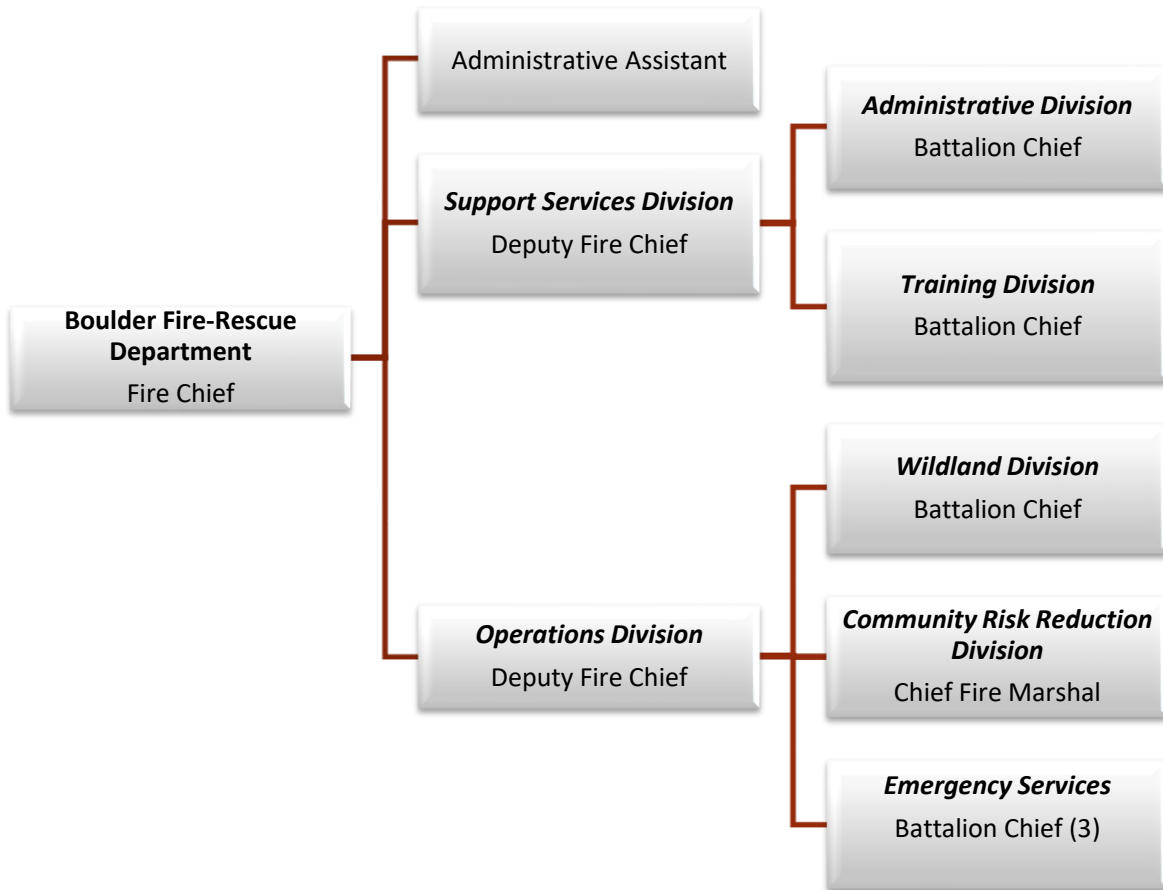 Administrative Assistant
Administrative Division
Battalion Chief
Support Services Division
Deputy Fire Chief
Training Division
Battalion Chief
Boulder Fire-Rescue
Department
Fire Chief
Wildland Division
Battalion Chief
Operations Division
Deputy Fire Chief
Community Risk Reduction
Division
Chief Fire Marshal
Emergency Services
Battalion Chief (3)